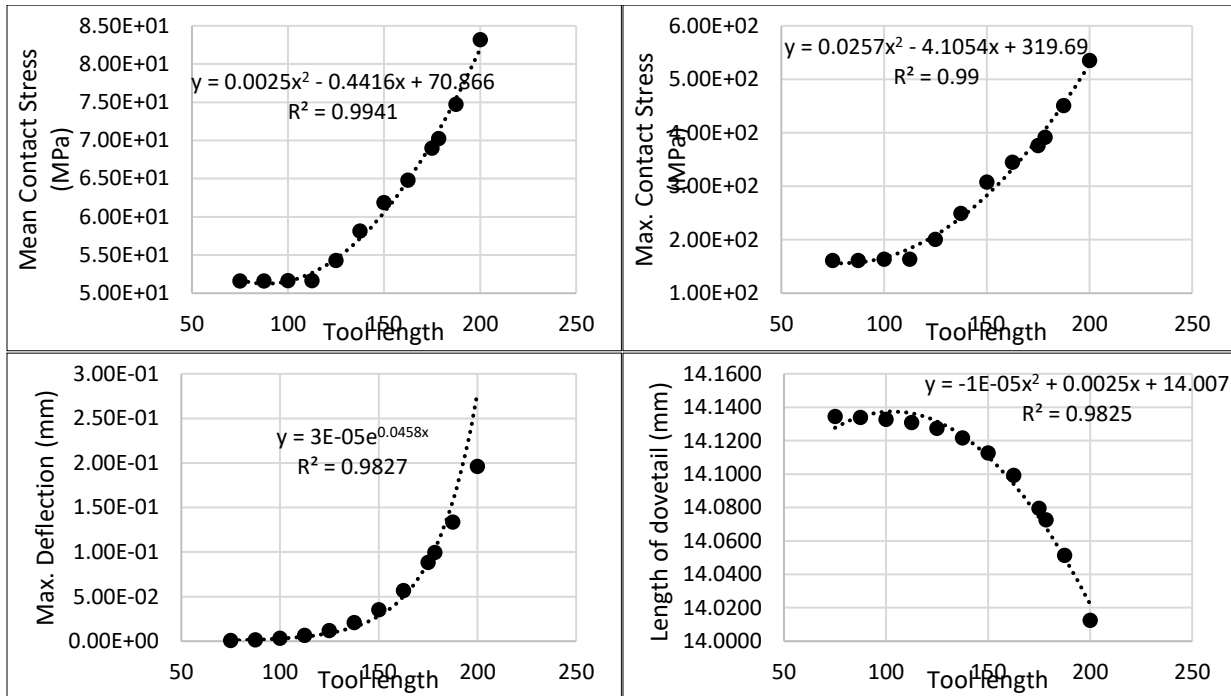 Mean Contact Stress
(MPa)
8.50E+01
8.00E+01
7.50E+01
7.00E+01
6.50E+01
6.00E+01
5.50E+01
5.00E+01
y = 0.0025x² - 0.4416x + 70.866
R² = 0.9941
50 100 150 200 250
Tool length
Max. Contact Stress
(MPa)
6.00E+02
5.00E+02
4.00E+02
3.00E+02
2.00E+02
1.00E+02
y = 0.0257x² - 4.1054x + 319.69
R² = 0.99
50 100 150 200 250
Tool length
Max. Deflection (mm)
3.00E-01
2.50E-01
2.00E-01
1.50E-01
1.00E-01
5.00E-02
0.00E+00
y = 3E-05e^0.0458x
R² = 0.9827
50 100 150 200 250
Tool length
Length of dovetail (mm)
14.1600
14.1400
14.1200
14.1000
14.0800
14.0600
14.0400
14.0200
14.0000
y = -1E-05x² + 0.0025x + 14.007
R² = 0.9825
50 100 150 200 250
Tool length